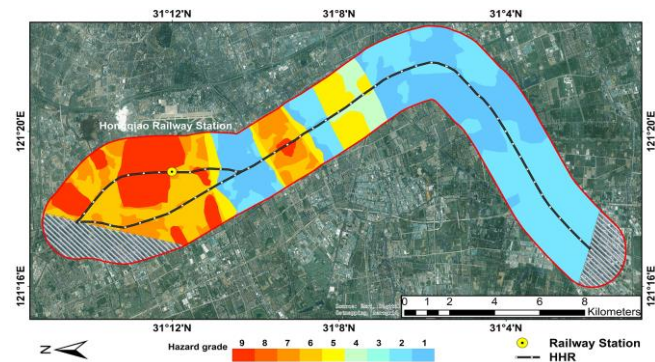 31°12'N 31°8'N 31°4'N
121°20'E
Hongqiao Railway Station
121°20'E
121°16'E
121°16'E
0 1 2 4 6 8
Kilometers
31°12'N 31°8'N 31°4'N
N
Hazard grade 9 8 7 6 5 4 3 2 1
Railway Station
HHR